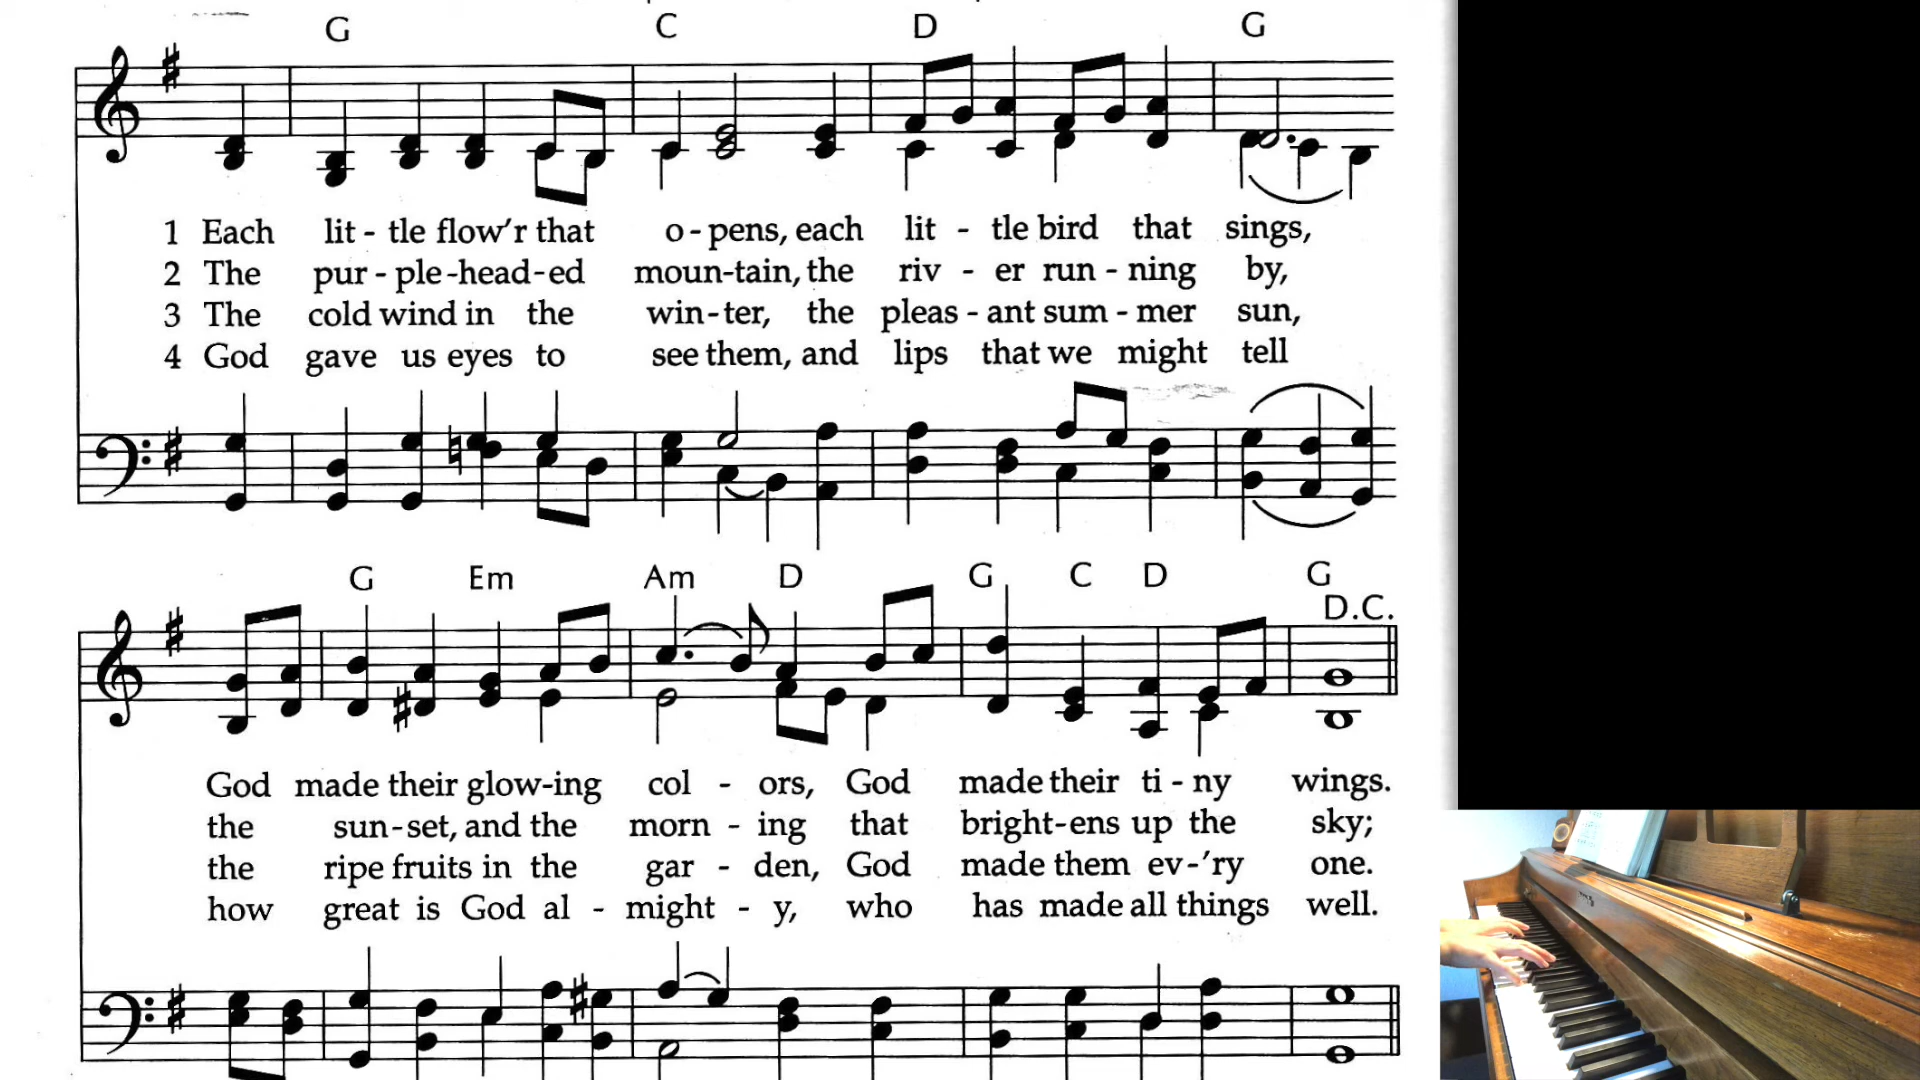 G C D G
1 Each lit - tle flow'r that o - pens, each lit - tle bird that sings,
2 The pur - ple - head - ed moun - tain, the riv - er run - ning by,
3 The cold wind in the win - ter, the pleas - ant sum - mer sun,
4 God gave us eyes to see them, and lips that we might tell
G Em Am D G C D G
D.C.
God made their glow - ing col - ors, God made their ti - ny wings.
the sun - set, and the morn - ing that bright - ens up the sky;
the ripe fruits in the gar - den, God made them ev - 'ry one.
how great is God al - might - y, who has made all things well.